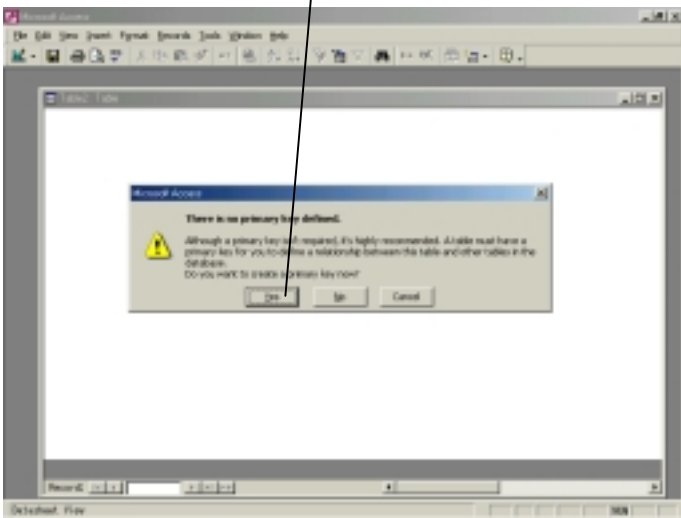 Microsoft Access
File Edit View Insert Format Records Tools Window Help
Table2 : Table
Microsoft Access
There is no primary key defined.
Although a primary key isn't required, it's highly recommended. A table must have a
primary key for you to define a relationship between this table and other tables in the
database.
Do you want to create a primary key now?
Yes No Cancel
Record:
Datasheet View NUM